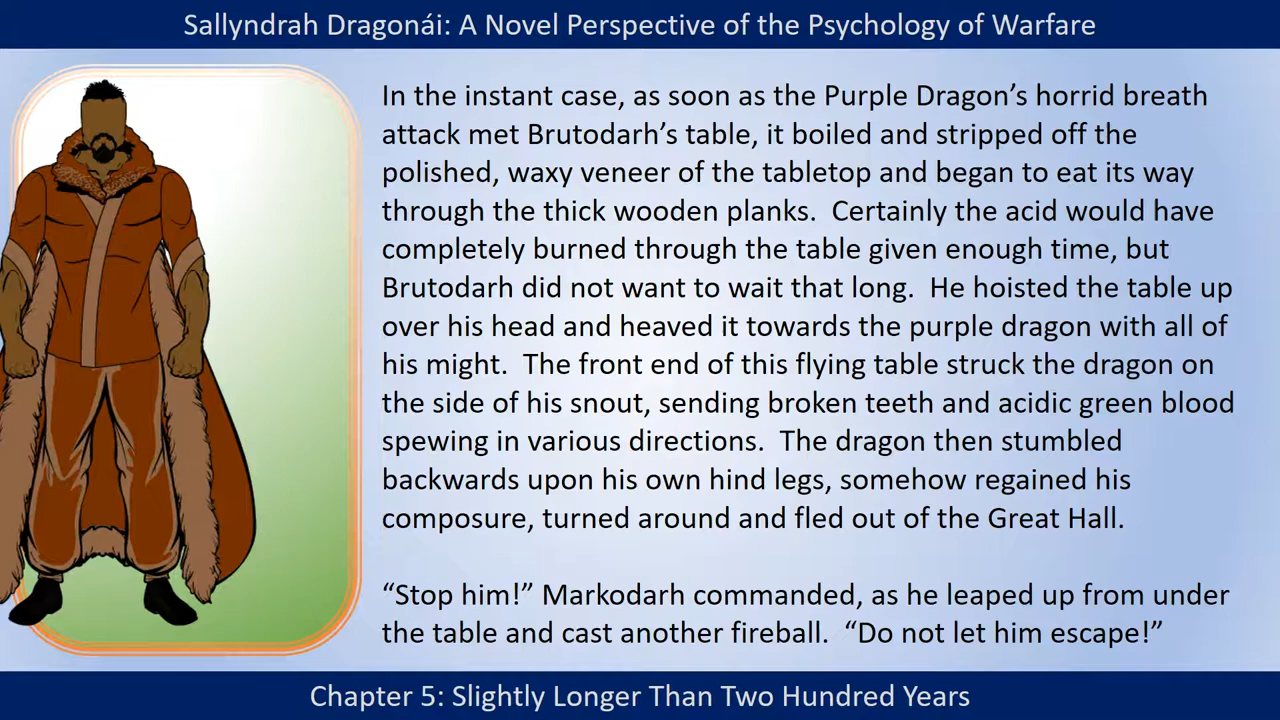 Sallyndrah Dragonái: A Novel Perspective of the Psychology of Warfare
In the instant case, as soon as the Purple Dragon’s horrid breath
attack met Brutodarh’s table, it boiled and stripped off the
polished, waxy veneer of the tabletop and began to eat its way
through the thick wooden planks.  Certainly the acid would have
completely burned through the table given enough time, but
Brutodarh did not want to wait that long.  He hoisted the table up
over his head and heaved it towards the purple dragon with all of
his might.  The front end of this flying table struck the dragon on
the side of his snout, sending broken teeth and acidic green blood
spewing in various directions.  The dragon then stumbled
backwards upon his own hind legs, somehow regained his
composure, turned around and fled out of the Great Hall.
“Stop him!” Markodarh commanded, as he leaped up from under
the table and cast another fireball.  “Do not let him escape!”
Chapter 5: Slightly Longer Than Two Hundred Years